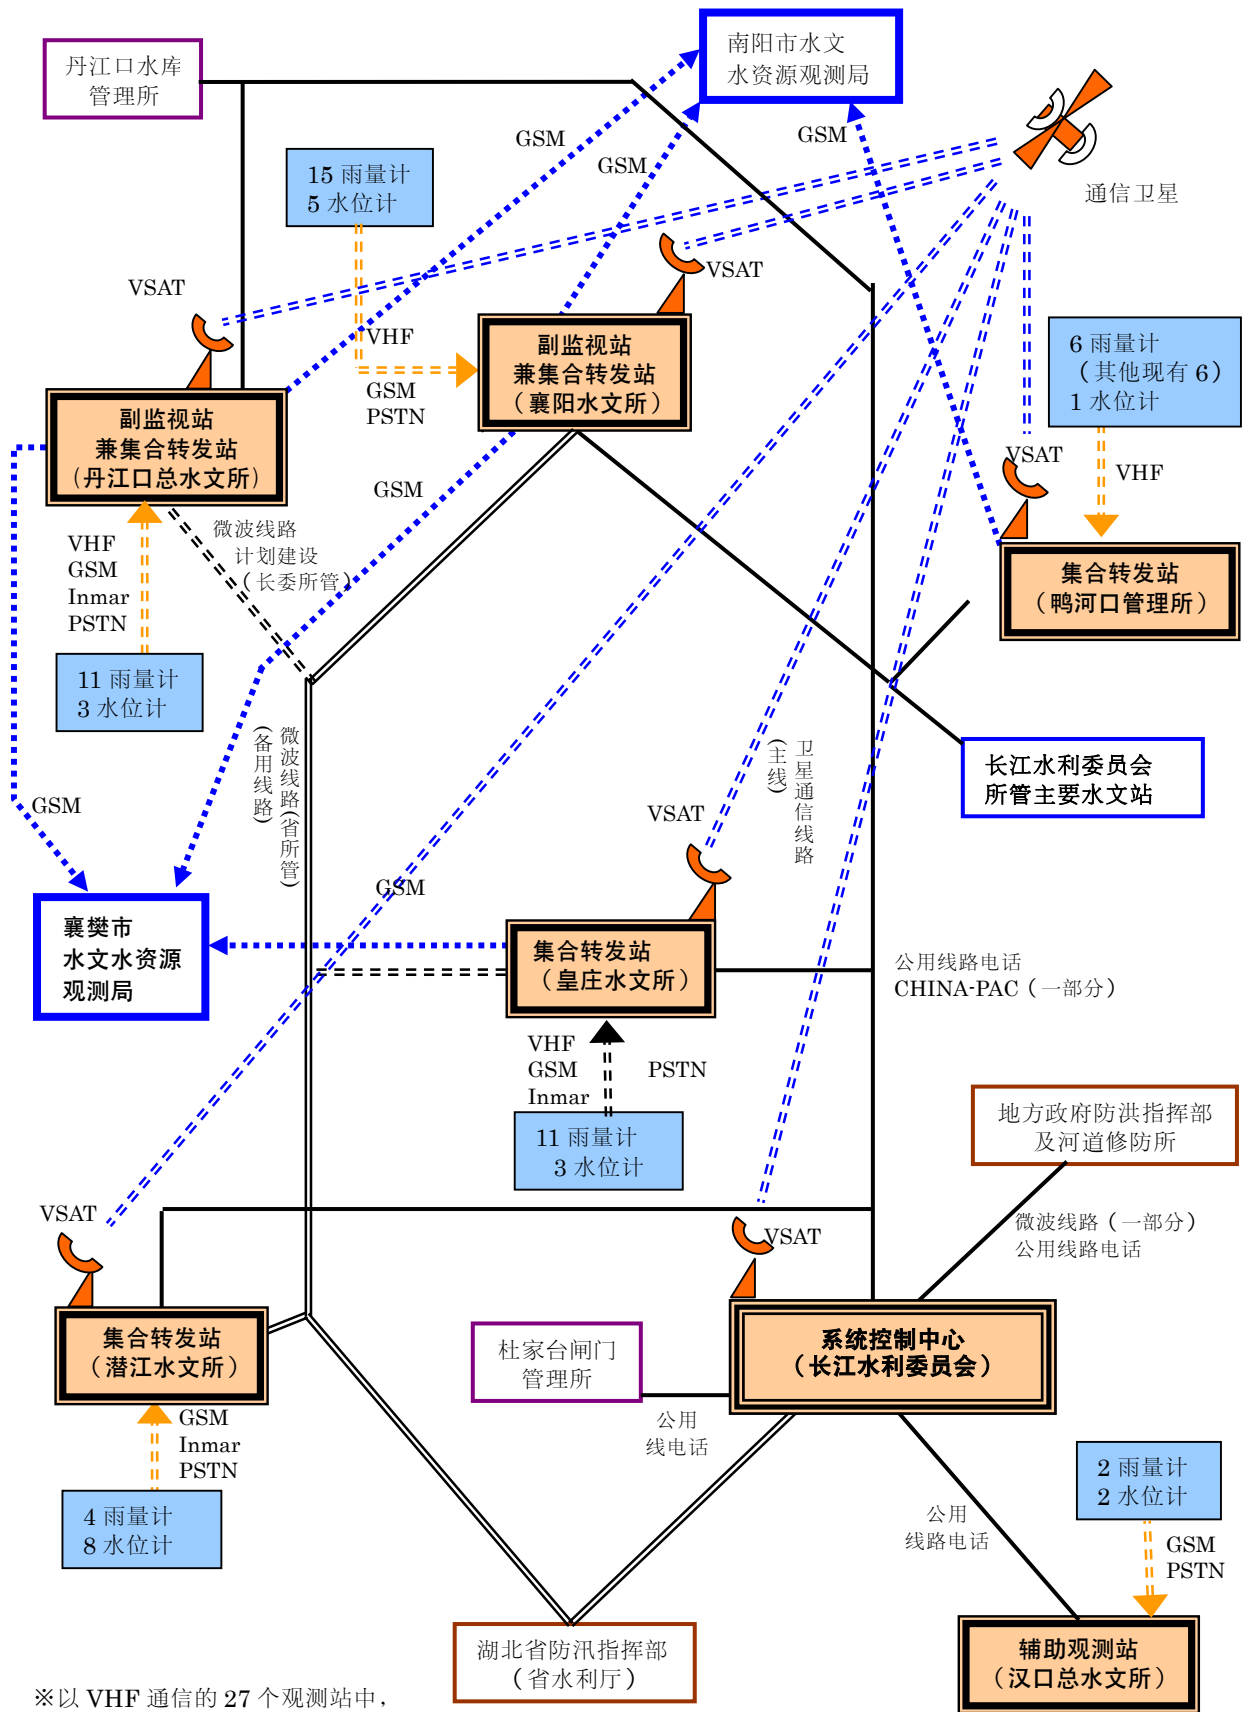 丹江口水库
管理所
南阳市水文
水资源观测局
GSM
GSM
GSM
通信卫星
15 雨量计
5 水位计
VSAT
VSAT
VHF
GSM
PSTN
副监视站
兼集合转发站
（襄阳水文所）
6 雨量计
（其他现有 6）
1 水位计
副监视站
兼集合转发站
（丹江口总水文所）
VSAT
VHF
GSM
微波线路
计划建设
（长委所管）
VHF
GSM
Inmar
PSTN
集合转发站
（鸭河口管理所）
11 雨量计
3 水位计
微波线路（省所管）
（备用线路）
卫星通信线路
（主线）
长江水利委员会
所管主要水文站
GSM
VSAT
GSM
襄樊市
水文水资源
观测局
集合转发站
（皇庄水文所）
公用线路电话
CHINA-PAC（一部分）
VHF
GSM
Inmar
PSTN
11 雨量计
3 水位计
地方政府防洪指挥部
及河道修防所
VSAT
VSAT
微波线路（一部分）
公用线路电话
集合转发站
（潜江水文所）
杜家台闸门
管理所
系统控制中心
（长江水利委员会）
公用
线电话
GSM
Inmar
PSTN
4 雨量计
8 水位计
2 雨量计
2 水位计
公用
线路电话
GSM
PSTN
湖北省防汛指挥部
（省水利厅）
辅助观测站
（汉口总水文所）
※以 VHF 通信的 27 个观测站中，